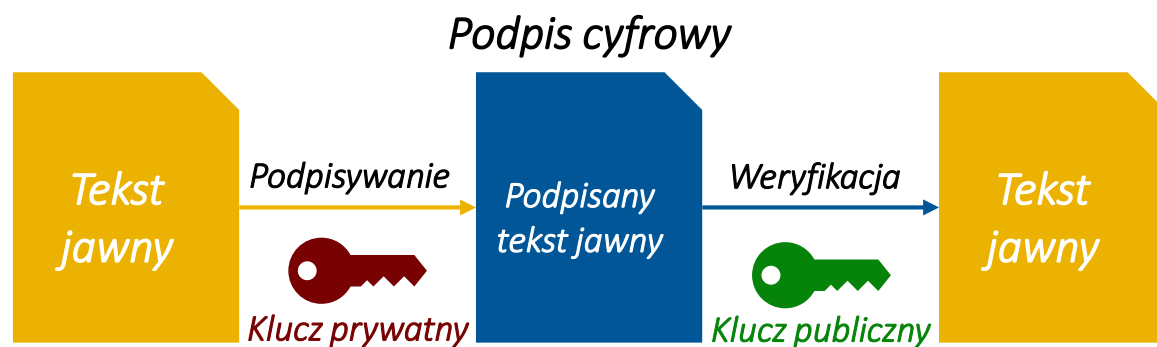 Podpis cyfrowy
Tekst
jawny
Podpisywanie
Klucz prywatny
Podpisany
tekst jawny
Weryfikacja
Klucz publiczny
Tekst
jawny